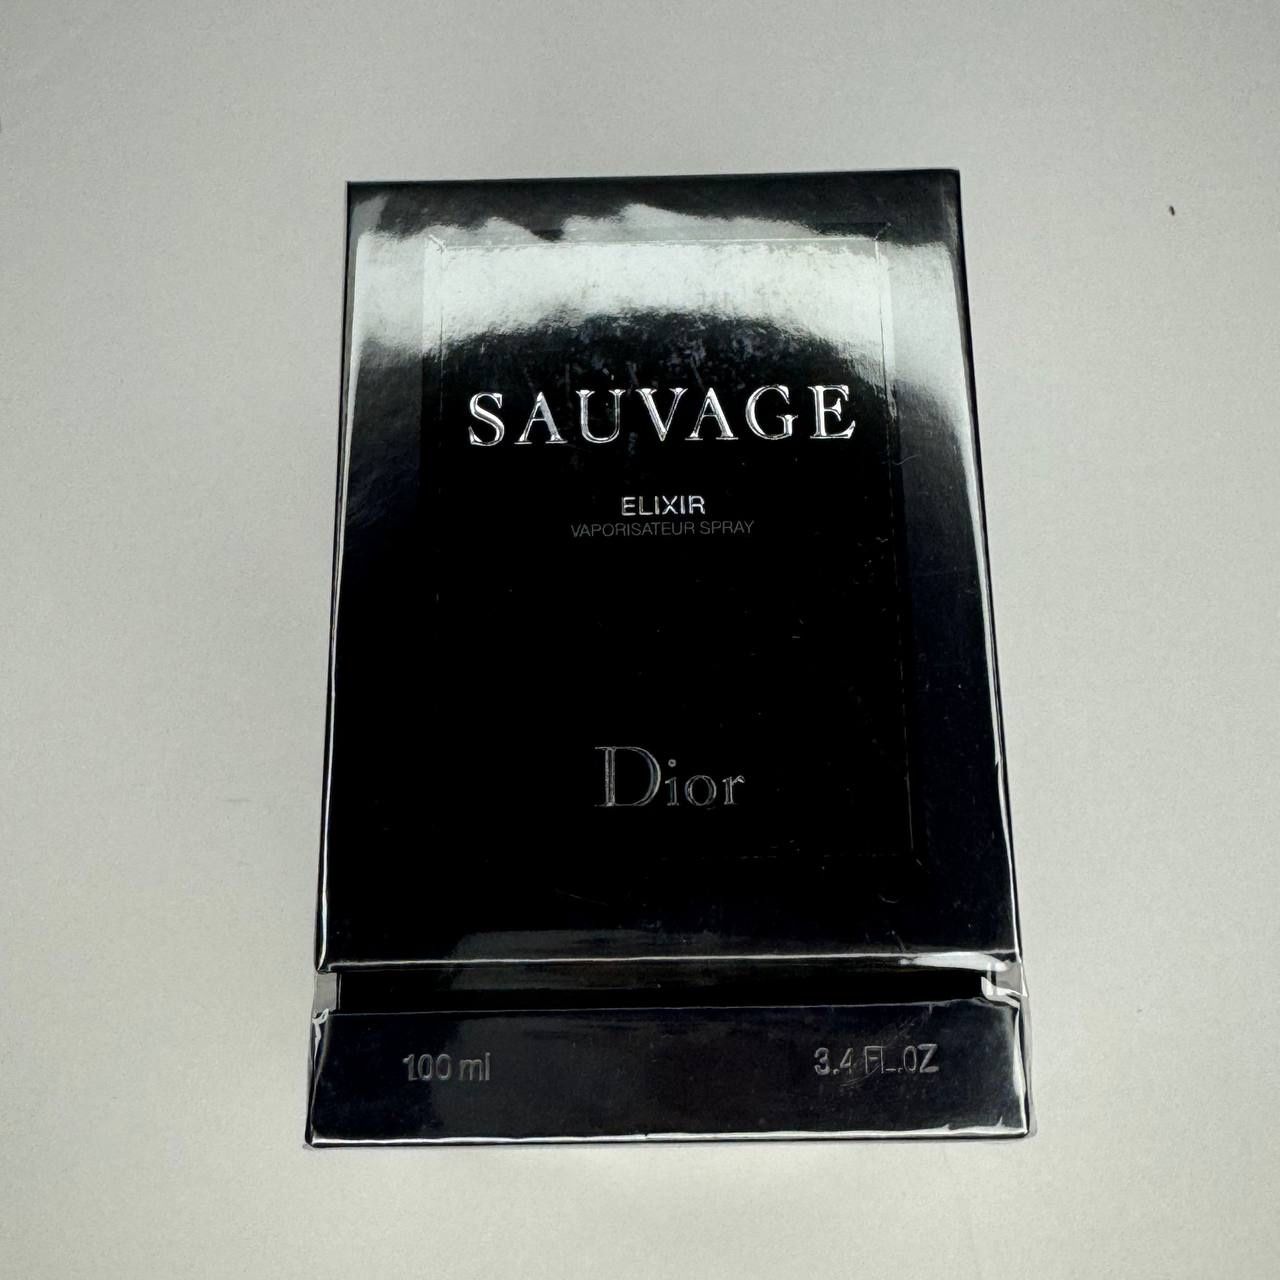 SAUVAGE
ELIXIR
VAPORISATEUR SPRAY
Dior
100 ml 3.4 FL.OZ